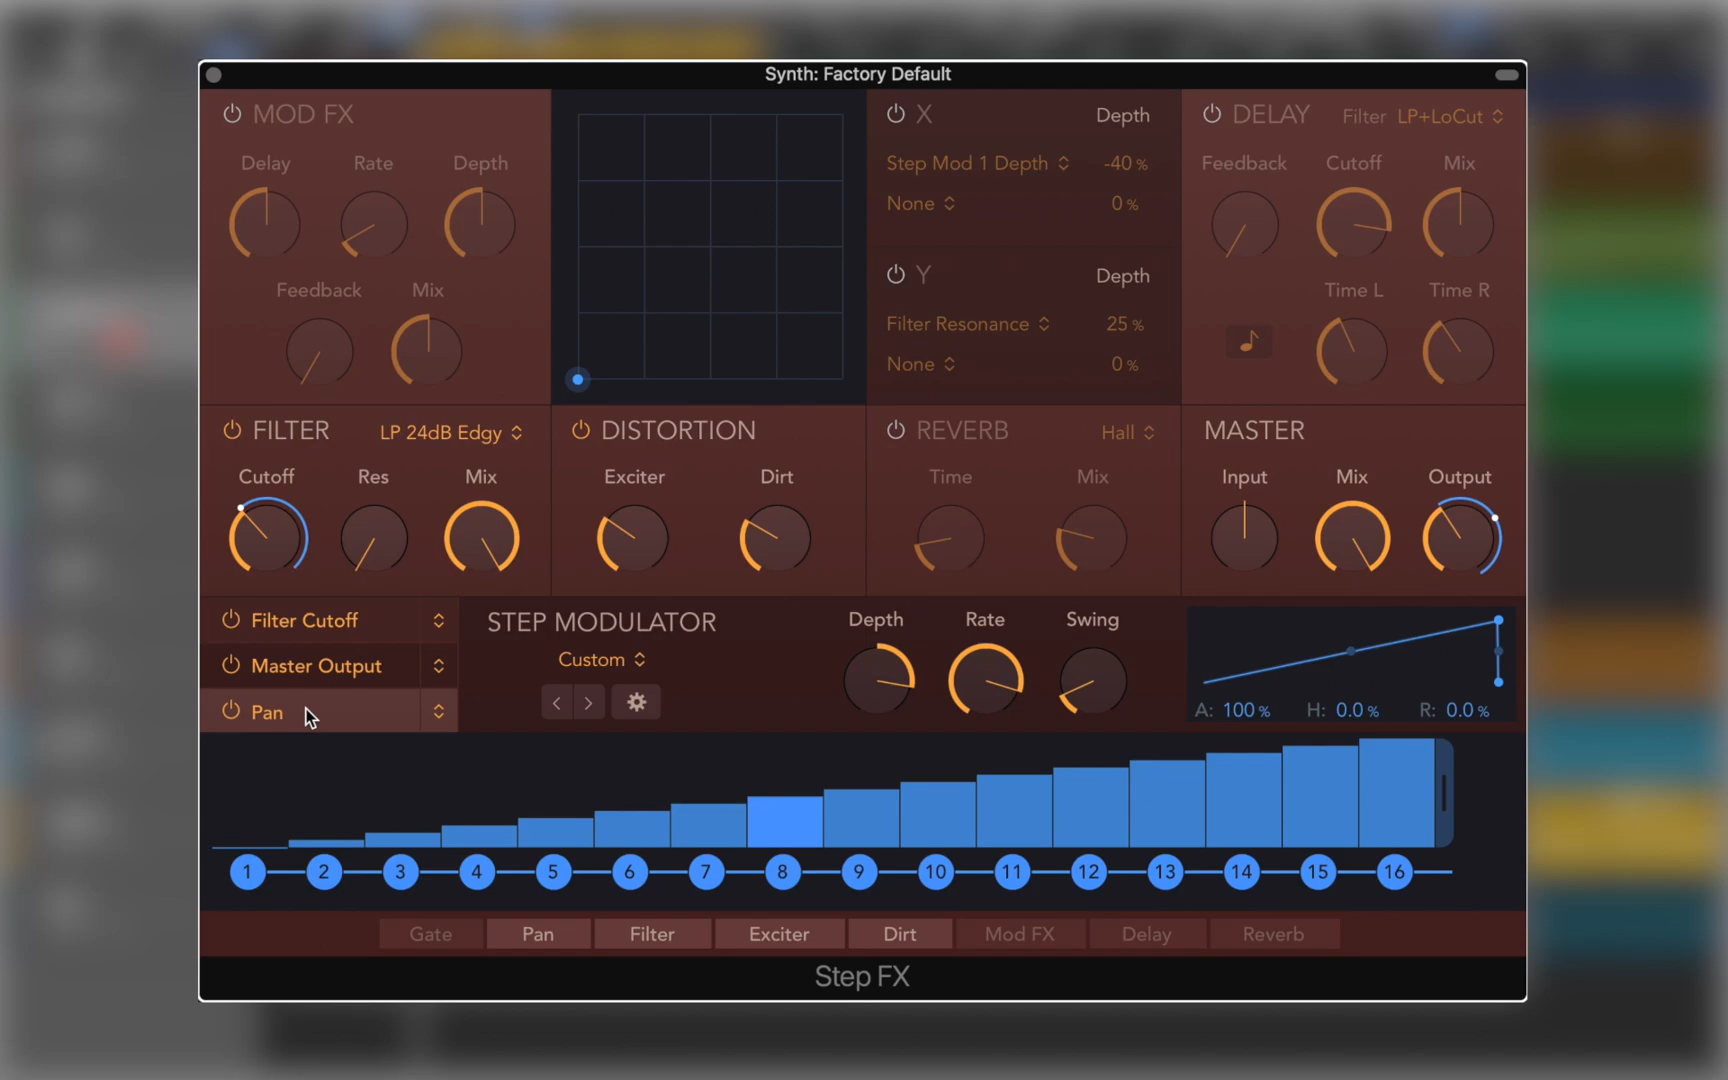 Synth: Factory Default
MOD FX
Delay Rate Depth
Feedback Mix
X Depth
Step Mod 1 Depth -40 %
None 0 %
Y Depth
Filter Resonance 25 %
None 0 %
DELAY Filter LP+LoCut
Feedback Cutoff Mix
Time L Time R
FILTER LP 24dB Edgy
Cutoff Res Mix
DISTORTION
Exciter Dirt
REVERB Hall
Time Mix
MASTER
Input Mix Output
Filter Cutoff
Master Output
Pan
STEP MODULATOR
Custom
Depth Rate Swing
A: 100 % H: 0.0 % R: 0.0 %
1 2 3 4 5 6 7 8 9 10 11 12 13 14 15 16
Gate Pan Filter Exciter Dirt Mod FX Delay Reverb
Step FX